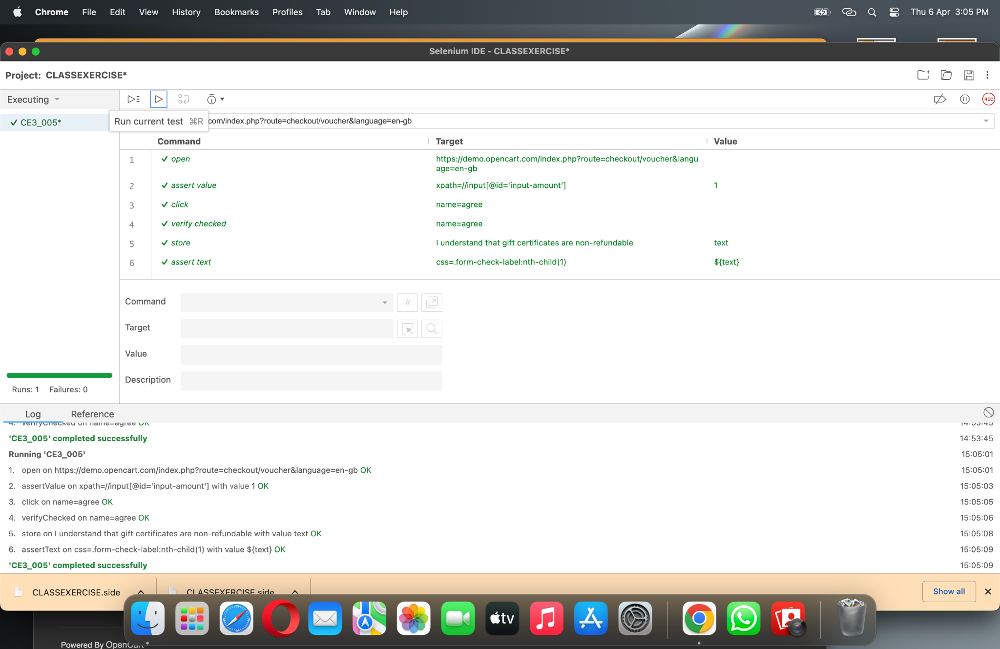 Chrome File Edit View History Bookmarks Profiles Tab Window Help Thu 6 Apr 3:05 PM
Selenium IDE - CLASSEXERCISE*
Project: CLASSEXERCISE*
Executing
REC
✓ CE3_005*
Run current test ⌘R
com/index.php?route=checkout/voucher&language=en-gb
Command Target Value
1 ✓ open https://demo.opencart.com/index.php?route=checkout/voucher&langu
age=en-gb
2 ✓ assert value xpath=//input[@id='input-amount'] 1
3 ✓ click name=agree
4 ✓ verify checked name=agree
5 ✓ store I understand that gift certificates are non-refundable text
6 ✓ assert text css=.form-check-label:nth-child(1) ${text}
Command //
Target
Value
Description
Runs: 1 Failures: 0
Log Reference
4. verifyChecked on name=agree OK 14:53:45
'CE3_005' completed successfully 14:53:45
Running 'CE3_005' 15:05:01
1. open on https://demo.opencart.com/index.php?route=checkout/voucher&language=en-gb OK 15:05:01
2. assertValue on xpath=//input[@id='input-amount'] with value 1 OK 15:05:03
3. click on name=agree OK 15:05:05
4. verifyChecked on name=agree OK 15:05:06
5. store on I understand that gift certificates are non-refundable with value text OK 15:05:08
6. assertText on css=.form-check-label:nth-child(1) with value ${text} OK 15:05:09
'CE3_005' completed successfully 15:05:09
CLASSEXERCISE.side CLASSEXERCISE.side Show all
tv
Powered By OpenCart